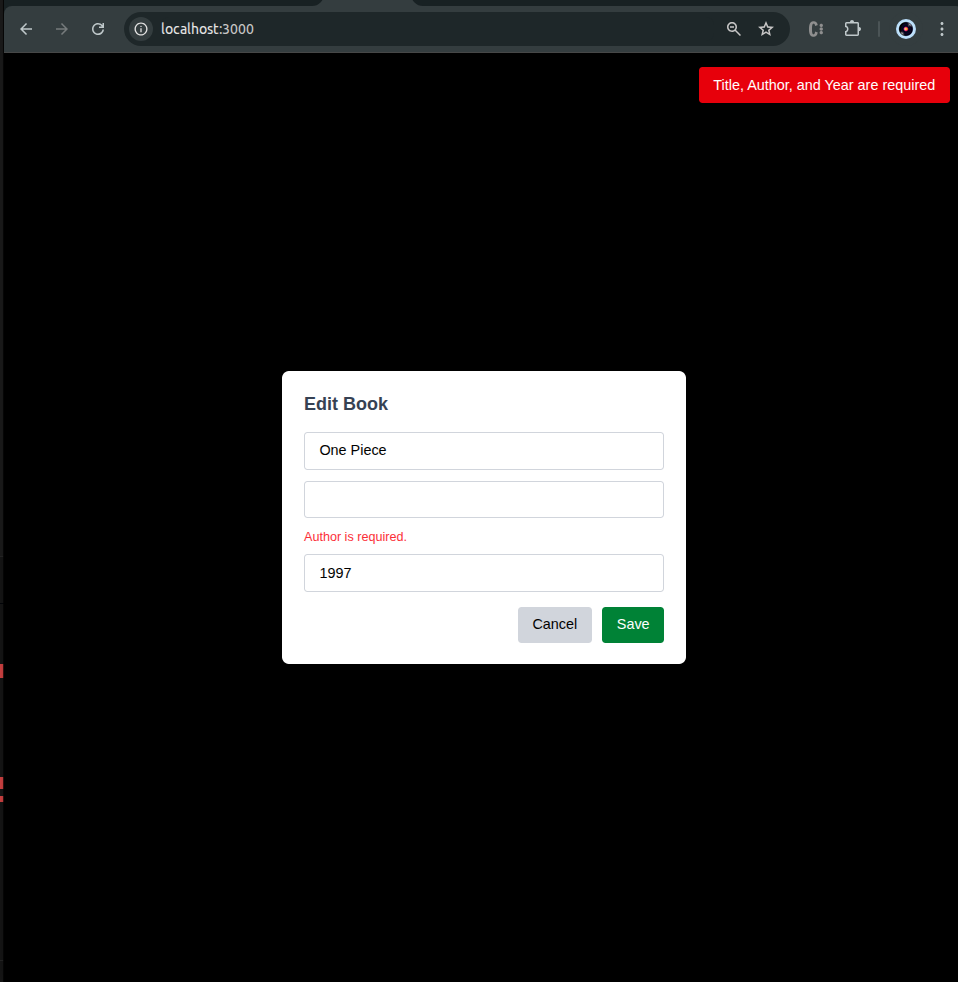 localhost:3000
Title, Author, and Year are required
Edit Book
One Piece
Author is required.
1997
Cancel
Save